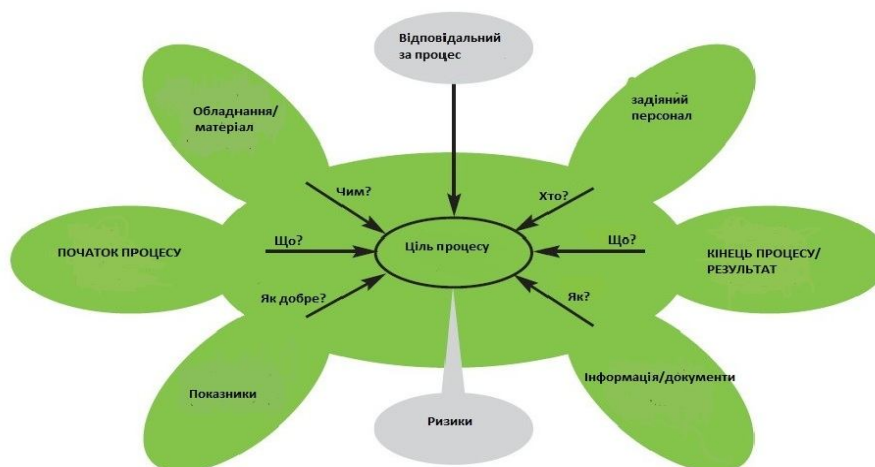 Відповідальний
за процес
Обладнання/
матеріал
задіяний
персонал
Чим?
Хто?
ПОЧАТОК ПРОЦЕСУ
Що?
Ціль процесу
Що?
КІНЕЦЬ ПРОЦЕСУ/
РЕЗУЛЬТАТ
Як добре?
Як?
Показники
Інформація/документи
Ризики